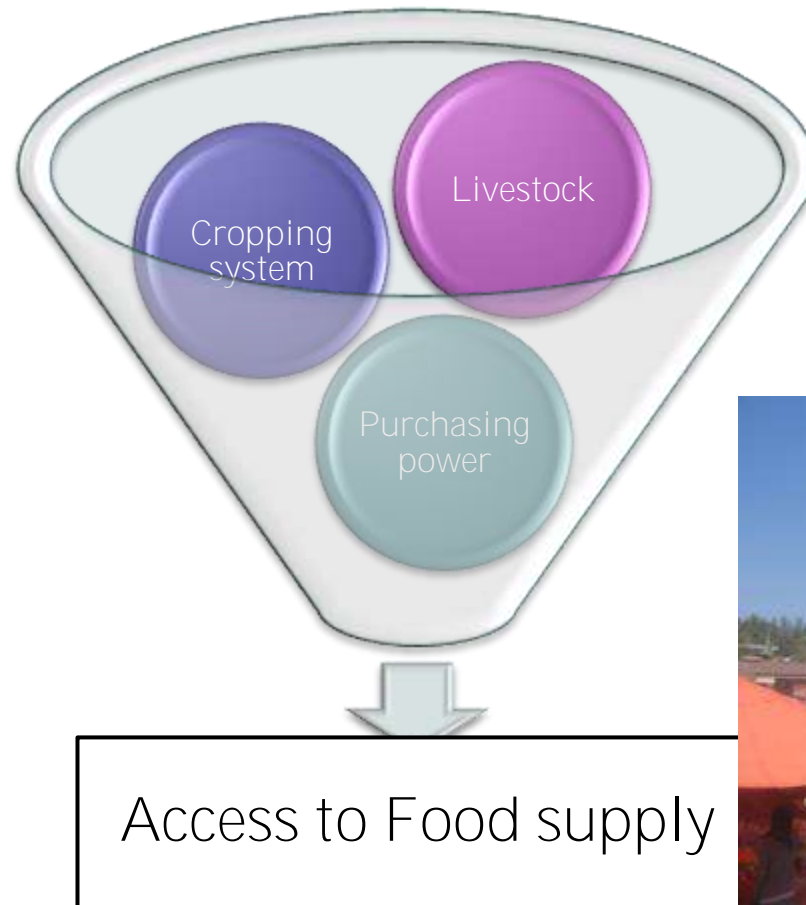 Livestock
Cropping
system
Purchasing
power
Access to Food supply